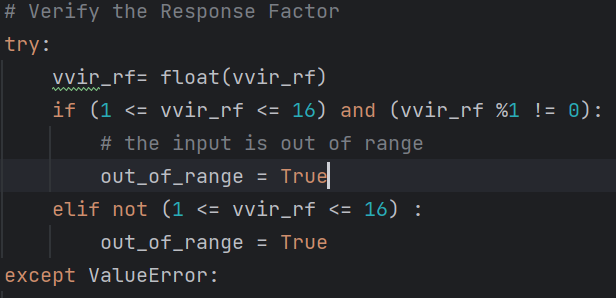 # Verify the Response Factor
try:
    vvir_rf= float(vvir_rf)
    if (1 <= vvir_rf <= 16) and (vvir_rf %1 != 0):
        # the input is out of range
        out_of_range = True
    elif not (1 <= vvir_rf <= 16) :
        out_of_range = True
except ValueError: